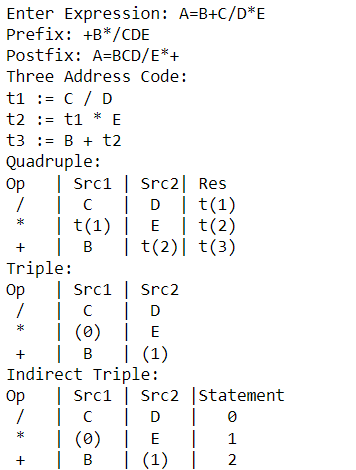 Enter Expression: A=B+C/D*E
Prefix: +B*/CDE
Postfix: A=BCD/E*+
Three Address Code:
t1 := C / D
t2 := t1 * E
t3 := B + t2
Quadruple:
Op | Src1 | Src2| Res
/ | C | D | t(1)
* | t(1) | E | t(2)
+ | B | t(2)| t(3)
Triple:
Op | Src1 | Src2
/ | C | D
* | (0) | E
+ | B | (1)
Indirect Triple:
Op | Src1 | Src2 |Statement
/ | C | D | 0
* | (0) | E | 1
+ | B | (1) | 2